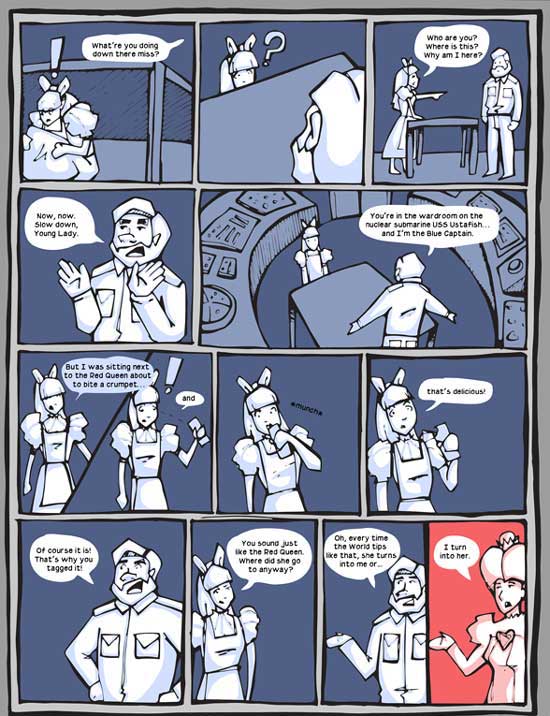 !
What're you doing
down there miss?
?
Who are you?
Where is this?
Why am I here?
Now, now.
Slow down,
Young Lady.
You're in the wardroom on the
nuclear submarine USS Ustafish...
and I'm the Blue Captain.
But I was sitting next
to the Red Queen about
to bite a crumpet...
!
and
*munch*
that's delicious!
Of course it is!
That's why you
tagged it!
You sound just
like the Red Queen.
Where did she go
to anyway?
Oh, every time
the World tips
like that, she turns
into me or...
I turn
into her.